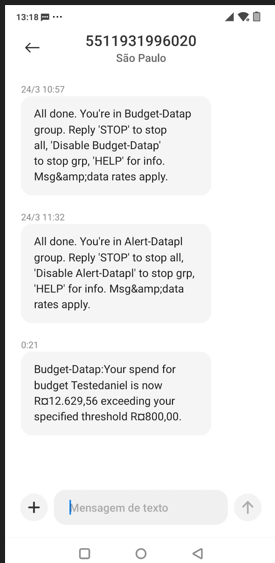 13:18
5511931996020
São Paulo
24/3 10:57
All done. You're in Budget-Datap
group. Reply 'STOP' to stop
all, 'Disable Budget-Datap'
to stop grp, 'HELP' for info.
Msg&amp;data rates apply.
24/3 11:32
All done. You're in Alert-Datapl
group. Reply 'STOP' to stop all,
'Disable Alert-Datapl' to stop grp,
'HELP' for info. Msg&amp;data
rates apply.
0:21
Budget-Datap:Your spend for
budget Testedaniel is now
R¤12.629,56 exceeding your
specified threshold R¤800,00.
Mensagem de texto